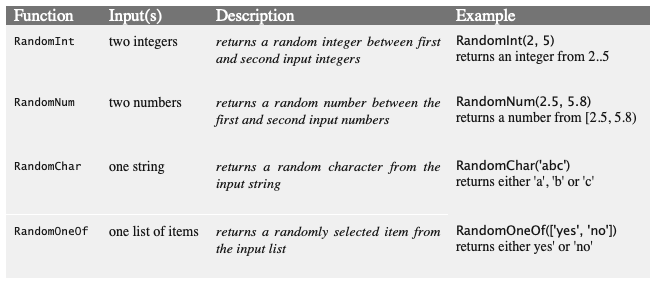 Function Input(s) Description Example
RandomInt two integers returns a random integer between first and second input integers RandomInt(2, 5)
returns an integer from 2..5
RandomNum two numbers returns a random number between the first and second input numbers RandomNum(2.5, 5.8)
returns a number from [2.5, 5.8)
RandomChar one string returns a random character from the input string RandomChar('abc')
returns either 'a', 'b' or 'c'
RandomOneOf one list of items returns a randomly selected item from the input list RandomOneOf(['yes', 'no'])
returns either yes' or 'no'